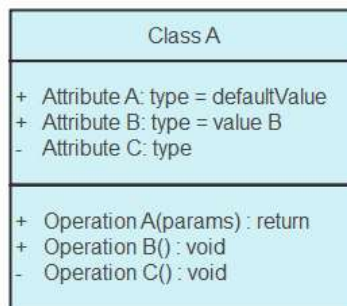 Class A
+ Attribute A: type = defaultValue
+ Attribute B: type = value B
- Attribute C: type
+ Operation A(params) : return
+ Operation B() : void
- Operation C() : void